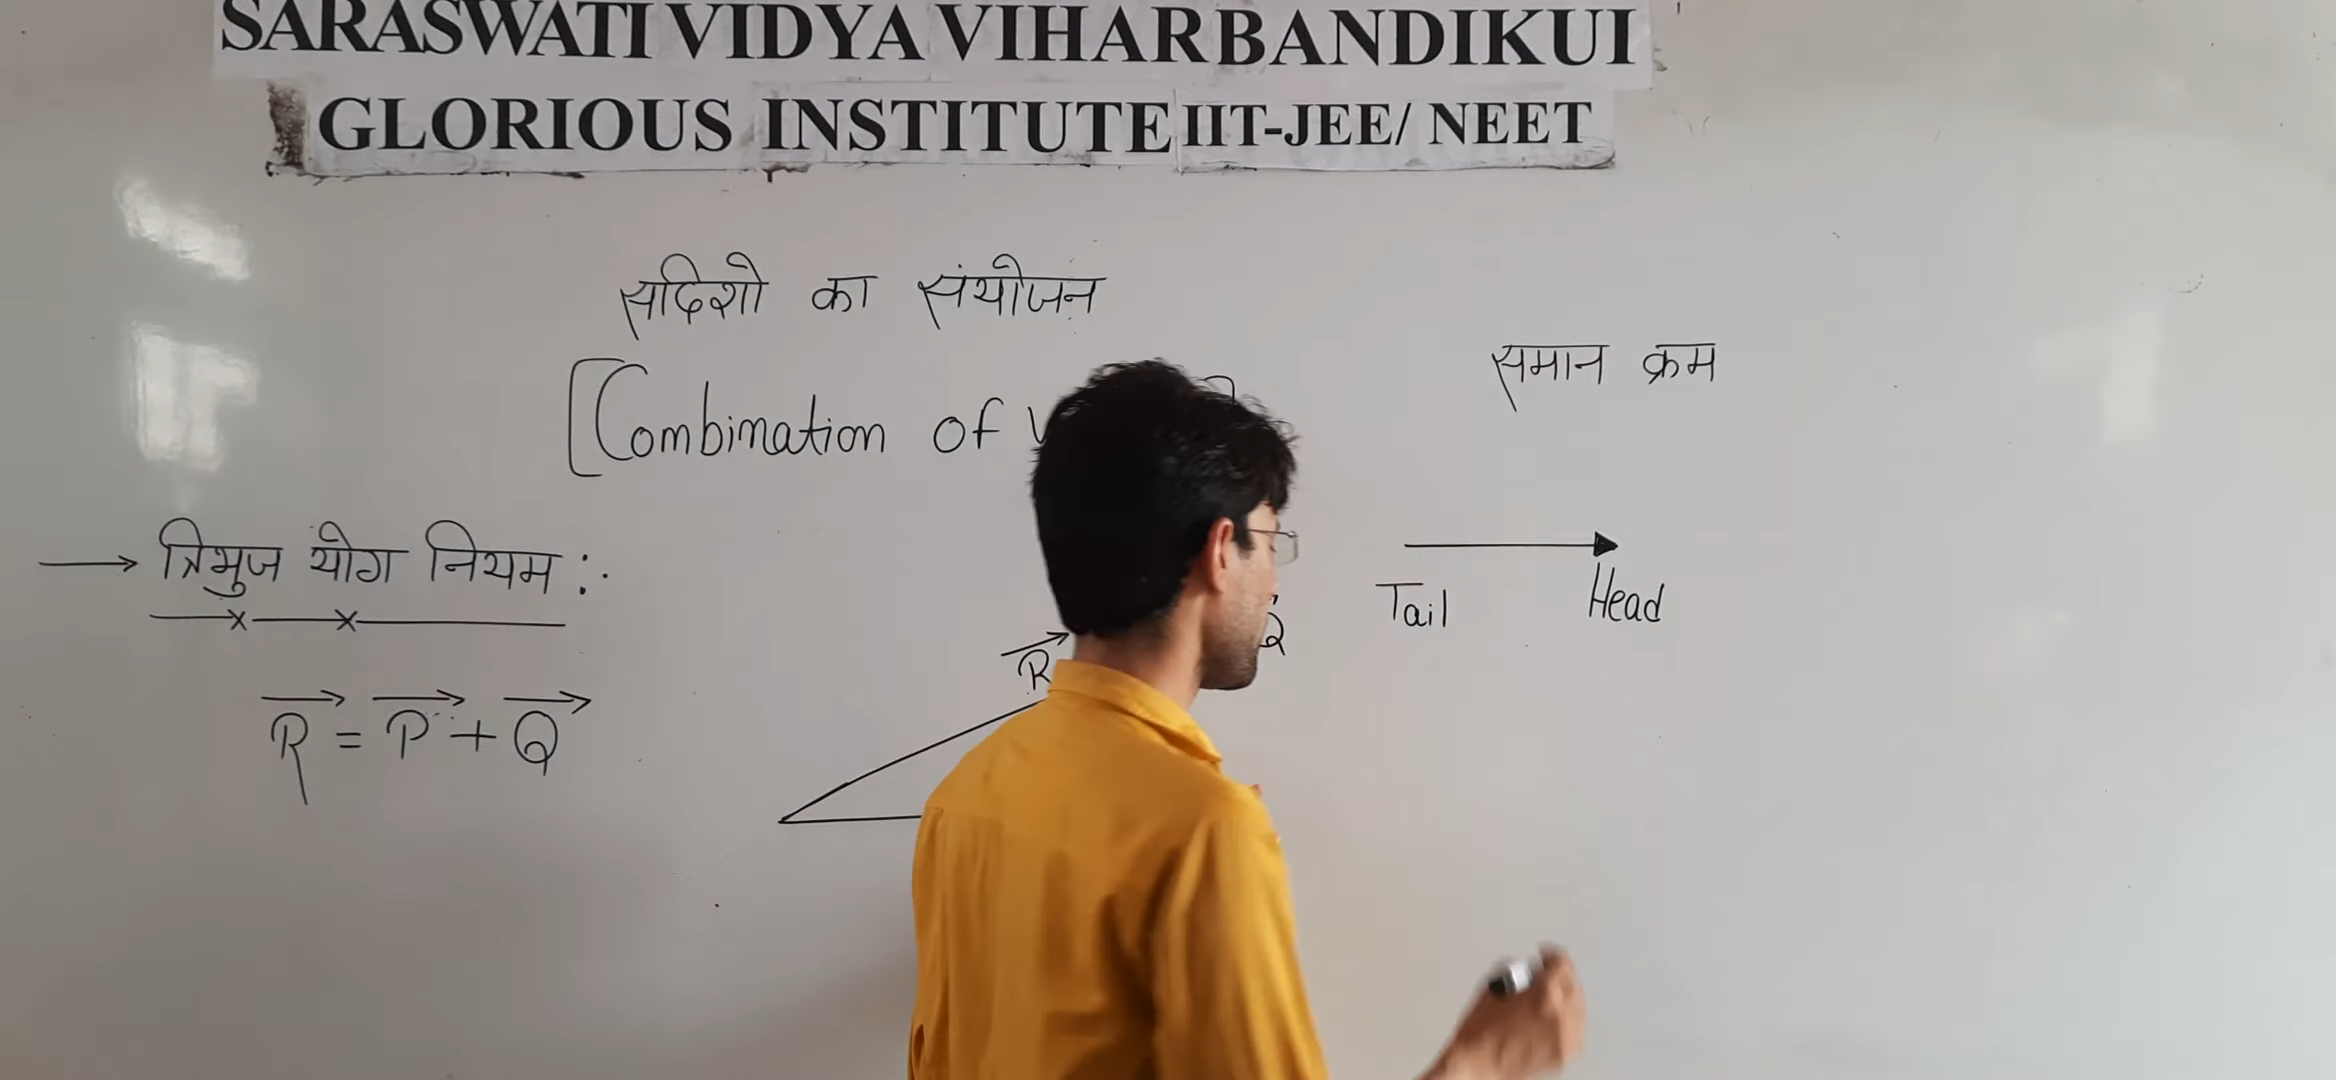 SARASWATI VIDYA VIHAR BANDIKUI
GLORIOUS INSTITUTE IIT-JEE/ NEET
सदिशो का संयोजन
[Combination of
समान क्रम
→ त्रिभुज योग नियम :-
Tail Head
R
Q
R = P + Q